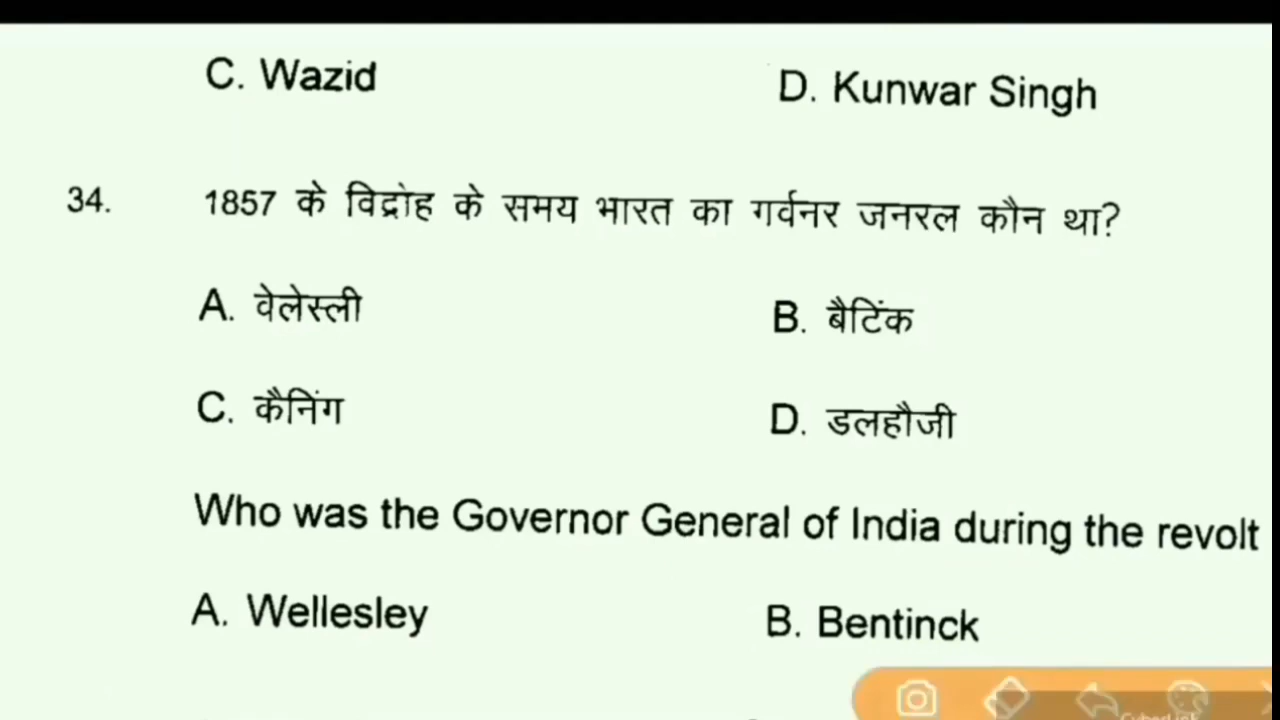 C. Wazid D. Kunwar Singh
34. 1857 के विद्रोह के समय भारत का गर्वनर जनरल कौन था?
A. वेलेस्ली B. बैटिंक
C. कैनिंग D. डलहौजी
Who was the Governor General of India during the revolt
A. Wellesley B. Bentinck